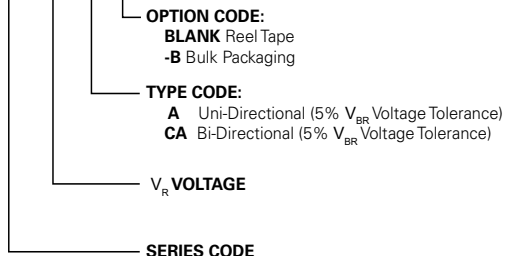 OPTION CODE:
BLANK Reel Tape
-B Bulk Packaging
TYPE CODE:
A Uni-Directional (5% VBR Voltage Tolerance)
CA Bi-Directional (5% VBR Voltage Tolerance)
VR VOLTAGE
SERIES CODE